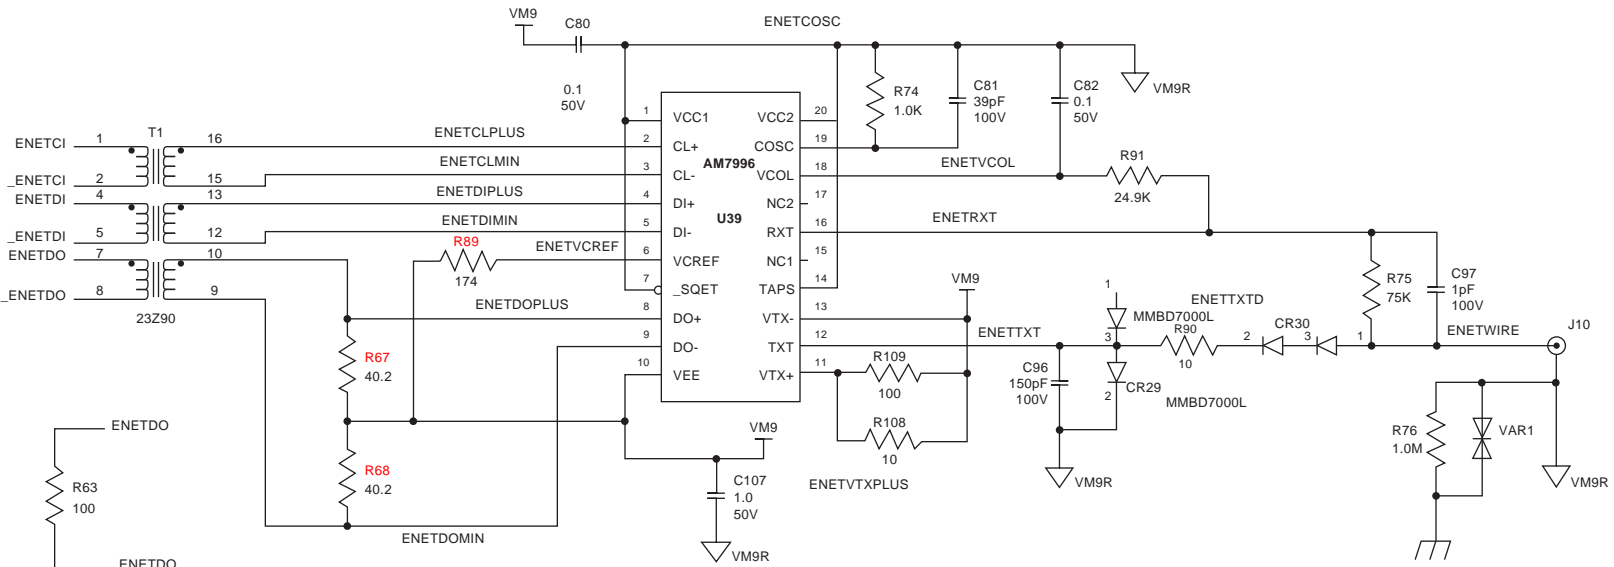 VM9
C80
0.1
50V
ENETCOSC
VM9R
R74
1.0K
C81
39pF
100V
C82
0.1
50V
T1
ENETCI
1
16
_ENETCI
2
15
ENETDI
4
13
_ENETDI
5
12
ENETDO
7
10
_ENETDO
8
9
23Z90
ENETCLPLUS
ENETCLMIN
ENETDIPLUS
ENETDIMIN
R89
174
ENETVCREF
ENETDOPLUS
1
VCC1
2
CL+
3
CL-
4
DI+
5
DI-
6
VCREF
7
_SQET
8
DO+
9
DO-
10
VEE
AM7996
U39
VCC2
20
COSC
19
VCOL
18
NC2
17
RXT
16
NC1
15
TAPS
14
VTX-
13
TXT
12
VTX+
11
ENETVCOL
R91
24.9K
ENETRXT
R75
75K
C97
1pF
100V
VM9
ENETTXT
R109
100
R108
10
ENETVTXPLUS
C96
150pF
100V
VM9R
1
MMBD7000L
3
CR29
2
MMBD7000L
ENETTXTD
R90
10
2
CR30
3
1
ENETWIRE
J10
R76
1.0M
VAR1
VM9R
R67
40.2
R68
40.2
ENETDOMIN
VM9
C107
1.0
50V
VM9R
ENETDO
R63
100
ENETDO